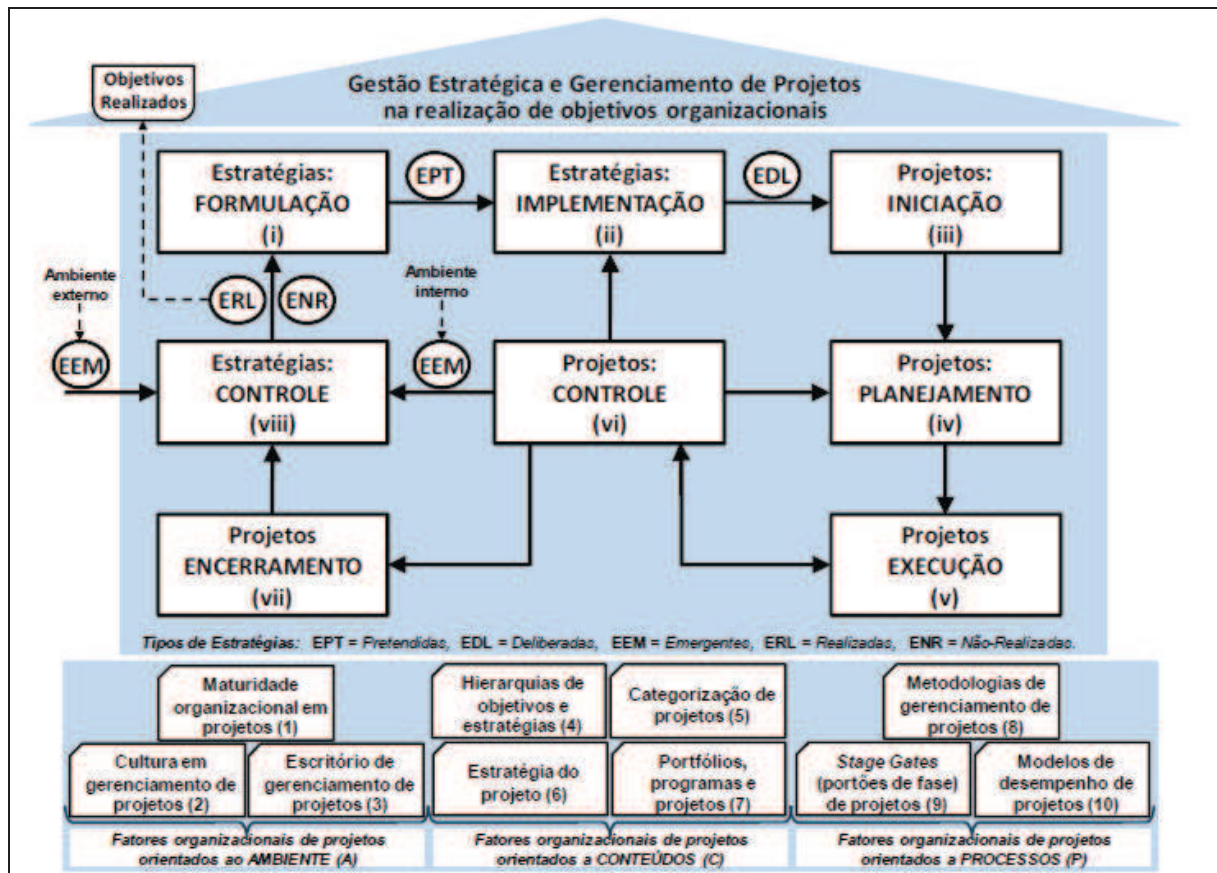 Gestão Estratégica e Gerenciamento de Projetos
na realização de objetivos organizacionais
Objetivos
Realizados
Estratégias:
FORMULAÇÃO
(i)
EPT
Estratégias:
IMPLEMENTAÇÃO
(ii)
EDL
Projetos:
INICIAÇÃO
(iii)
Ambiente
externo
ERL
ENR
Ambiente
interno
EEM
Estratégias:
CONTROLE
(viii)
EEM
Projetos:
CONTROLE
(vi)
Projetos:
PLANEJAMENTO
(iv)
Projetos
ENCERRAMENTO
(vii)
Projetos
EXECUÇÃO
(v)
Tipos de Estratégias: EPT = Pretendidas, EDL = Deliberadas, EEM = Emergentes, ERL = Realizadas, ENR = Não-Realizadas.
Maturidade
organizacional em
projetos (1)
Cultura em
gerenciamento de
projetos (2)
Escritório de
gerenciamento de
projetos (3)
Fatores organizacionais de projetos
orientados ao AMBIENTE (A)
Hierarquias de
objetivos e
estratégias (4)
Categorização de
projetos (5)
Estratégia do
projeto (6)
Portfólios,
programas e
projetos (7)
Fatores organizacionais de projetos
orientados a CONTEÚDOS (C)
Metodologias de
gerenciamento de
projetos (8)
Stage Gates
(portões de fase)
de projetos (9)
Modelos de
desempenho de
projetos (10)
Fatores organizacionais de projetos
orientados a PROCESSOS (P)